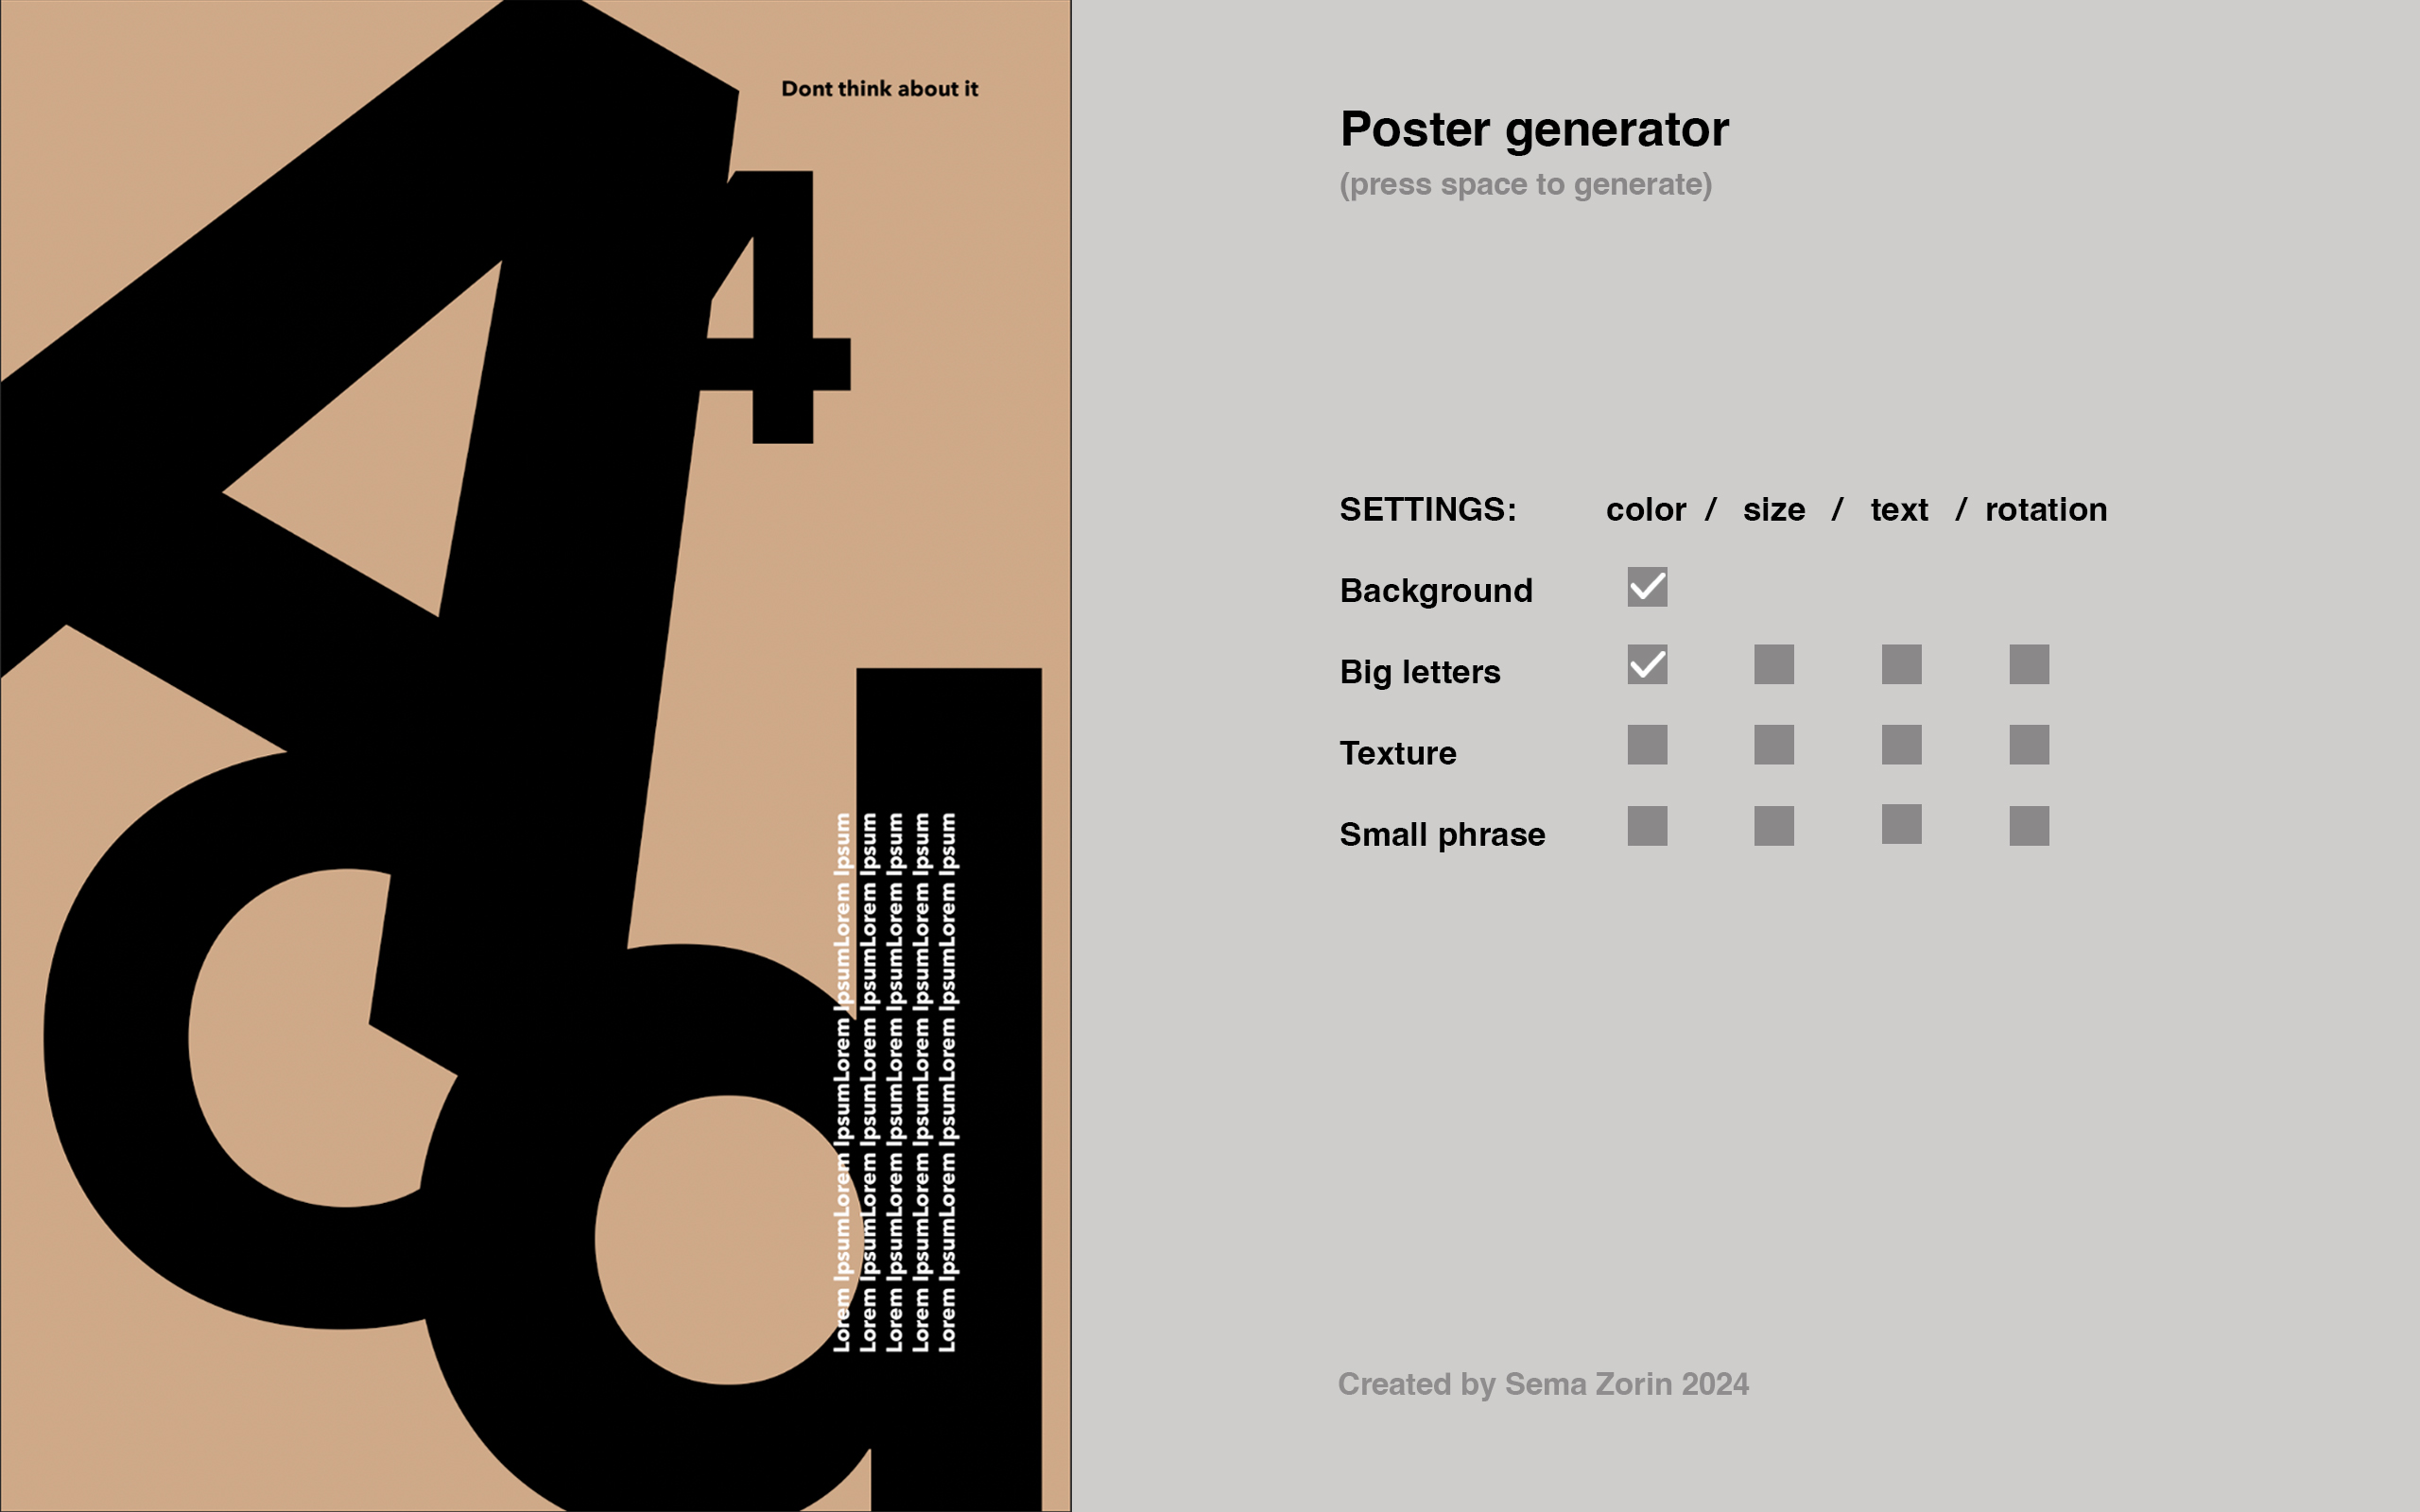 Dont think about it
4
4
d
Lorem IpsumLorem IpsumLorem IpsumLorem Ipsum
Lorem IpsumLorem IpsumLorem IpsumLorem Ipsum
Lorem IpsumLorem IpsumLorem IpsumLorem Ipsum
Lorem IpsumLorem IpsumLorem IpsumLorem Ipsum
Lorem IpsumLorem IpsumLorem IpsumLorem Ipsum
Poster generator
(press space to generate)
SETTINGS: color / size / text / rotation
Background
Big letters
Texture
Small phrase
Created by Sema Zorin 2024